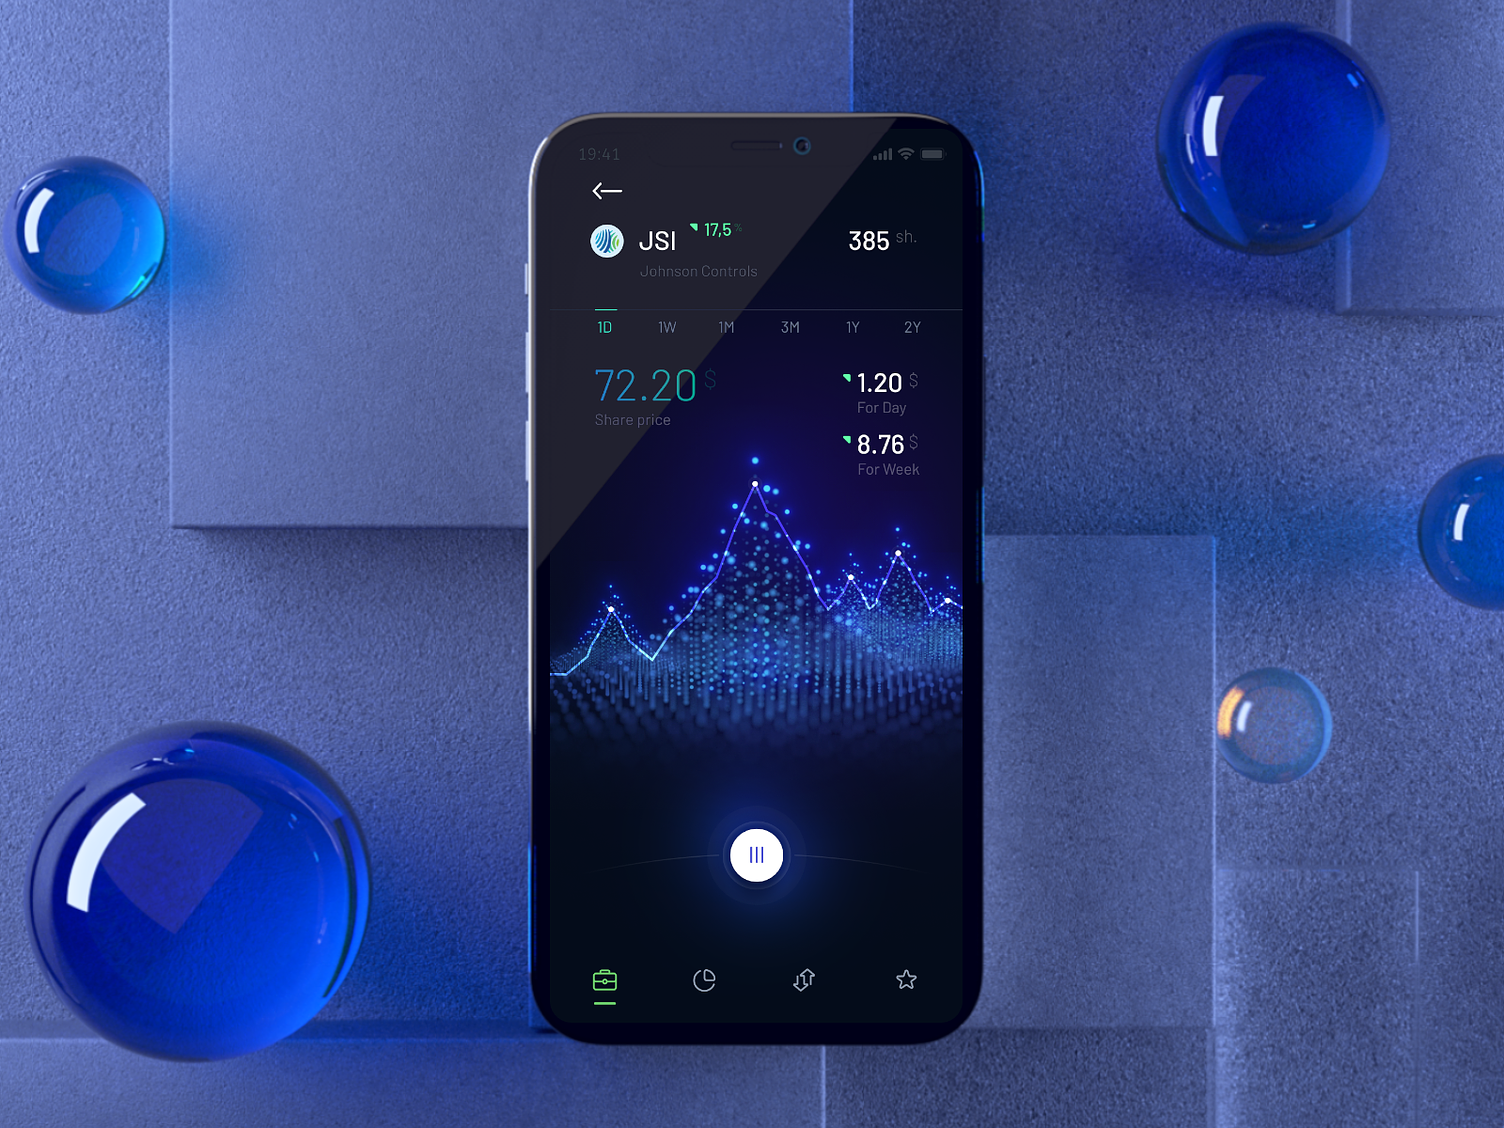 19:41
JSI 17,5 %
385 sh.
Johnson Controls
1D 1W 1M 3M 1Y 2Y
72.20 $
Share price
1.20 $
For Day
8.76 $
For Week